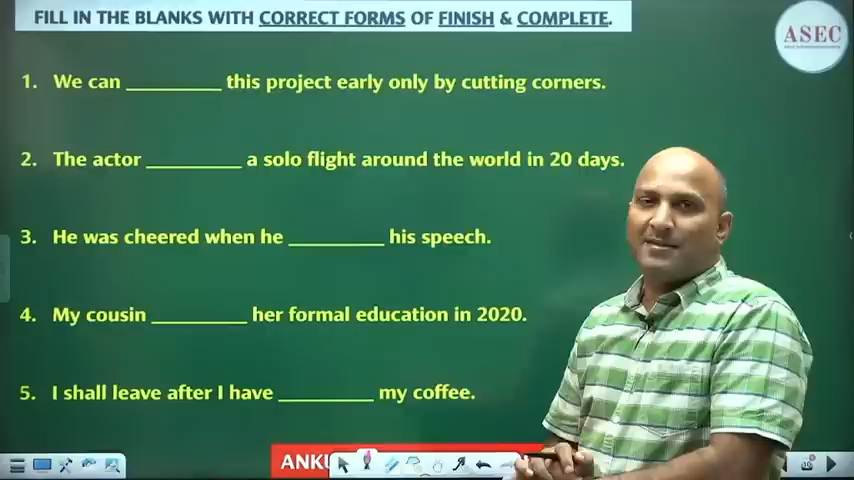 FILL IN THE BLANKS WITH CORRECT FORMS OF FINISH & COMPLETE.
ASEC
1. We can __________ this project early only by cutting corners.
2. The actor __________ a solo flight around the world in 20 days.
3. He was cheered when he __________ his speech.
4. My cousin __________ her formal education in 2020.
5. I shall leave after I have __________ my coffee.